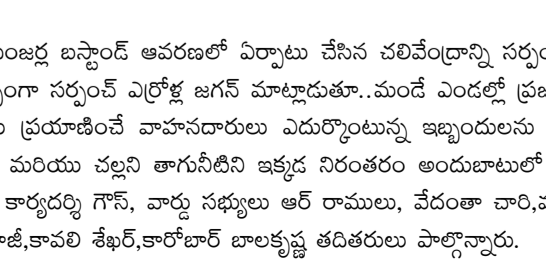 ంజర్ల బస్టాండ్ ఆవరణలో ఏర్పాటు చేసిన చలివేంద్రాన్ని సర్పం
ంగా సర్పంచ్ ఎర్రోళ్ల జగన్ మాట్లాడుతూ..మండే ఎండల్లో ప్రజ
ప్రయాణించే వాహనదారులు ఎదుర్కొంటున్న ఇబ్బందులను
మరియు చల్లని తాగునీటిని ఇక్కడ నిరంతరం అందుబాటులో
కార్యదర్శి గౌస్, వార్డు సభ్యులు ఆర్ రాములు, వేదంతా చారి,
జీ,కావలి శేఖర్,కారోబార్ బాలకృష్ణ తదితరులు పాల్గొన్నారు.